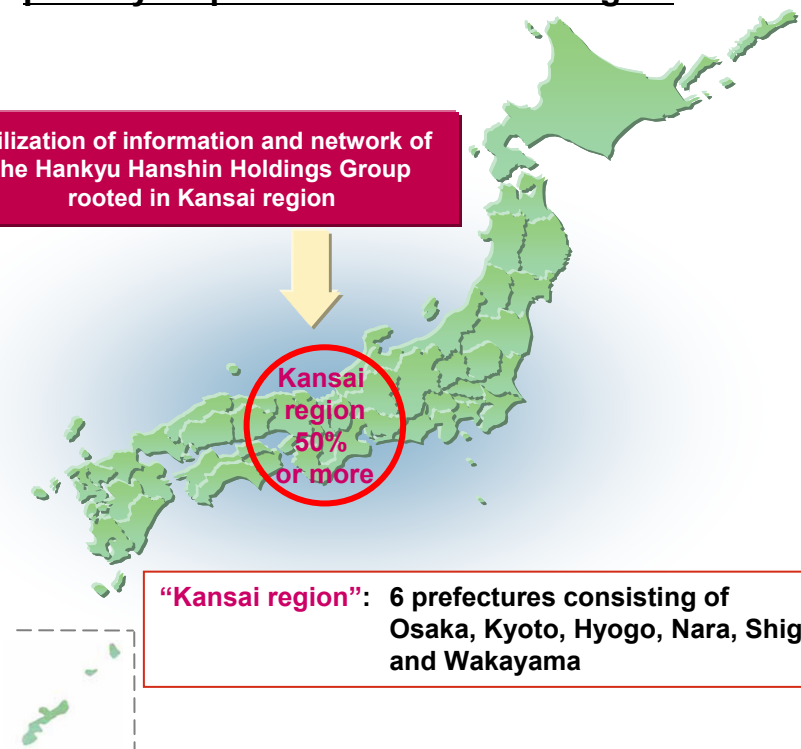 ilization of information and network of
he Hankyu Hanshin Holdings Group
rooted in Kansai region
Kansai
region
50%
or more
“Kansai region”: 6 prefectures consisting of
Osaka, Kyoto, Hyogo, Nara, Shig
and Wakayama